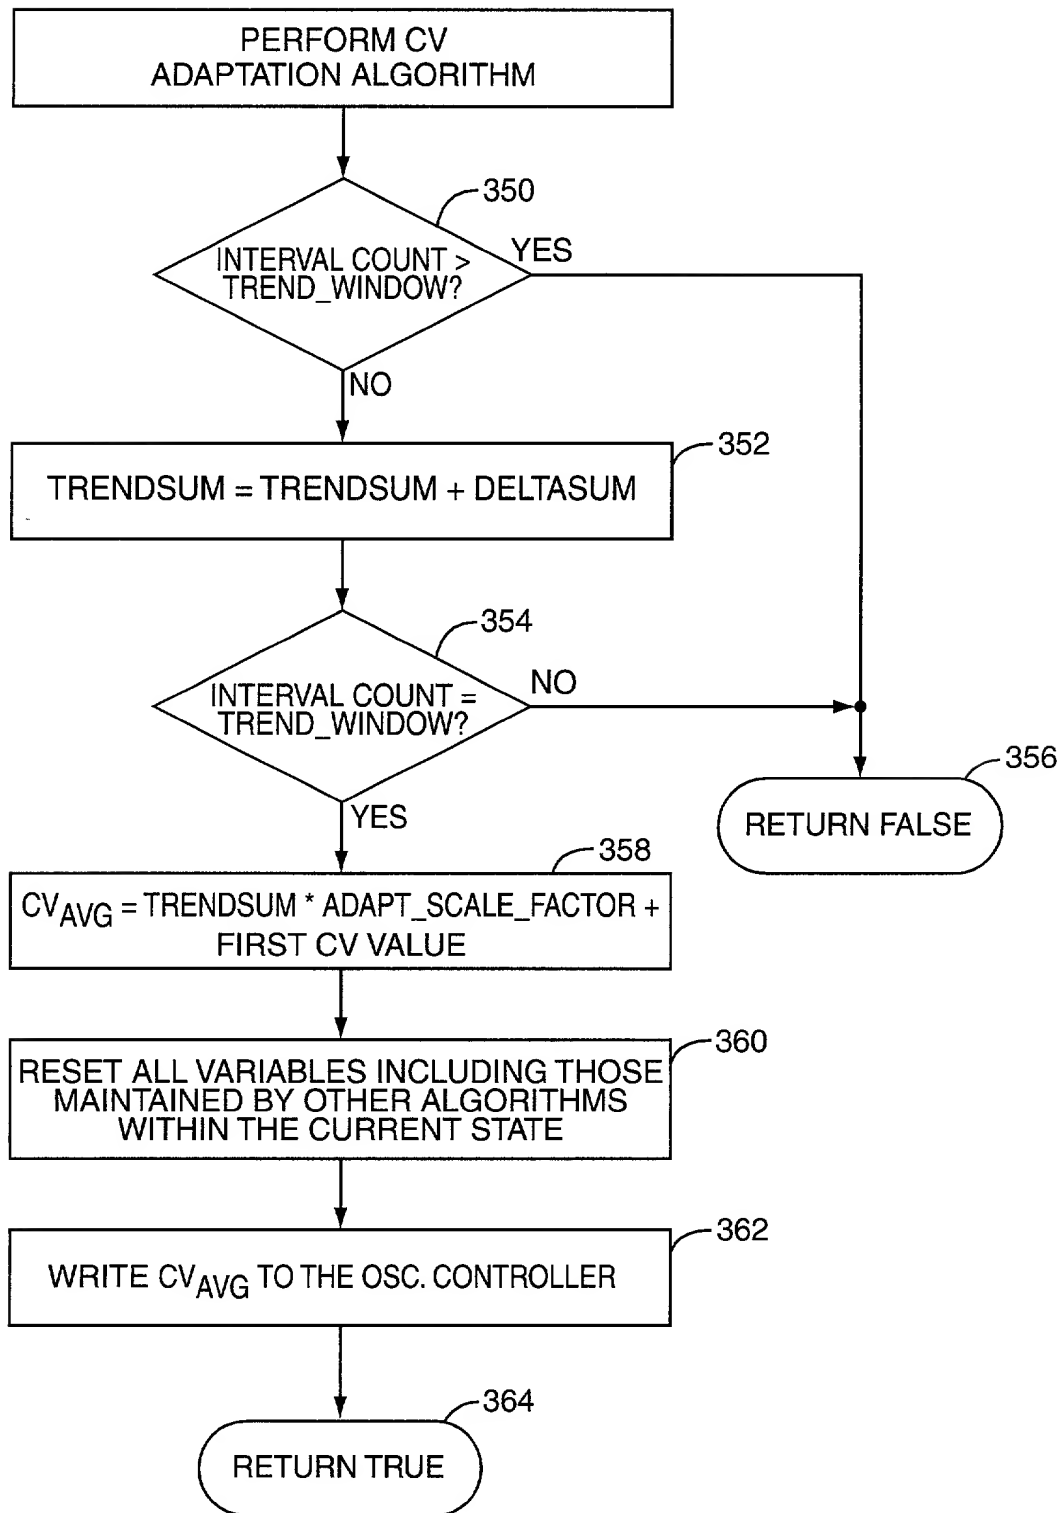 PERFORM CV
ADAPTATION ALGORITHM
350
INTERVAL COUNT >
TREND_WINDOW?
YES
NO
352
TRENDSUM = TRENDSUM + DELTASUM
354
INTERVAL COUNT =
TREND_WINDOW?
NO
YES
356
RETURN FALSE
358
CVAVG = TRENDSUM * ADAPT_SCALE_FACTOR +
FIRST CV VALUE
360
RESET ALL VARIABLES INCLUDING THOSE
MAINTAINED BY OTHER ALGORITHMS
WITHIN THE CURRENT STATE
362
WRITE CVAVG TO THE OSC. CONTROLLER
364
RETURN TRUE